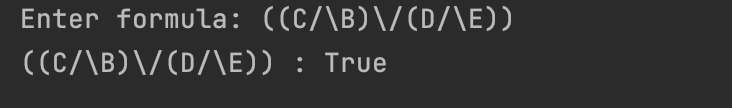 Enter formula: ((C/\B)\/(D/\E))
((C/\B)\/(D/\E)) : True